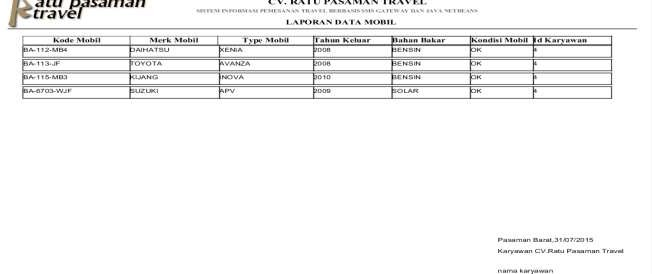 Ratu pasaman
travel
CV. RATU PASAMAN TRAVEL
SISTEM INFORMASI PEMESANAN TRAVEL BERBASIS SMS GATEWAY DAN JAVA NETBEANS
LAPORAN DATA MOBIL
Kode Mobil Merk Mobil Type Mobil Tahun Keluar Bahan Bakar Kondisi Mobil Id Karyawan
BA-112-MB4 DAIHATSU XENIA 2008 BENSIN OK 4
BA-113-JF TOYOTA AVANZA 2008 BENSIN OK 4
BA-115-MB3 KIJANG INOVA 2010 BENSIN OK 4
BA-6703-WJF SUZUKI APV 2009 SOLAR OK 4
Pasaman Barat,31/07/2015
Karyawan CV.Ratu Pasaman Travel
nama karyawan